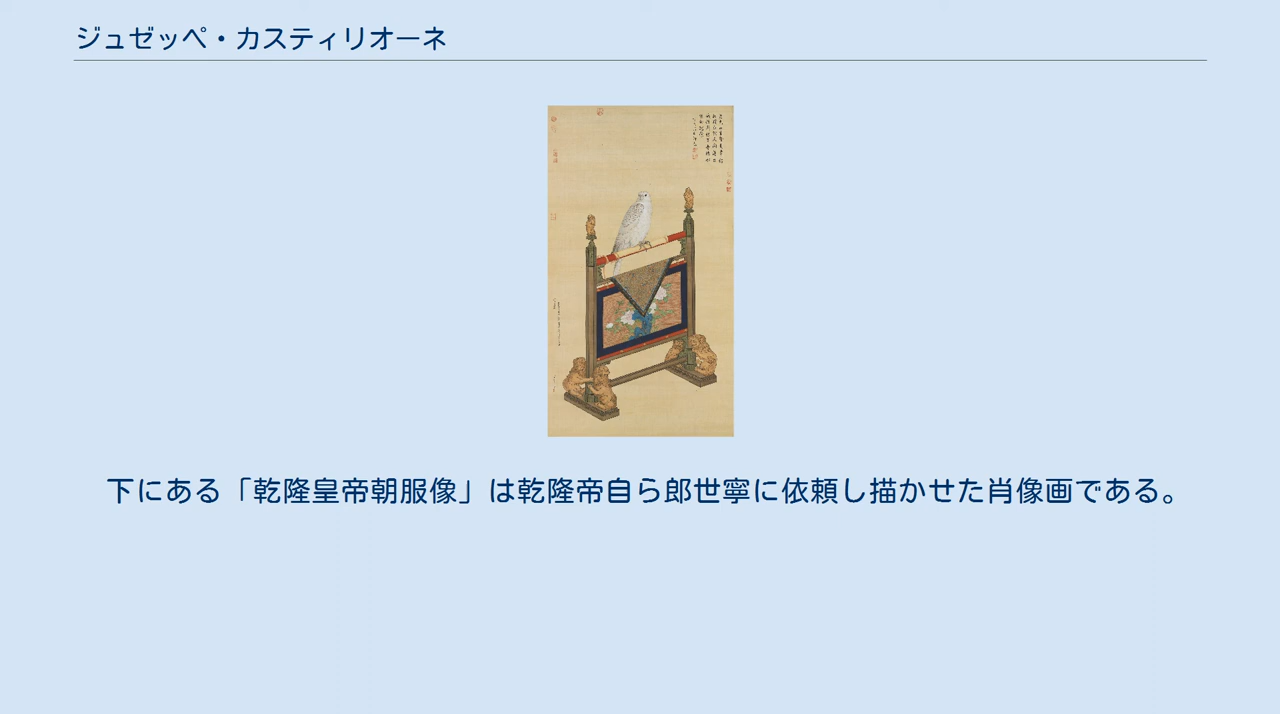 ジュゼッペ・カスティリオーネ
下にある「乾隆皇帝朝服像」は乾隆帝自ら郎世寧に依頼し描かせた肖像画である。